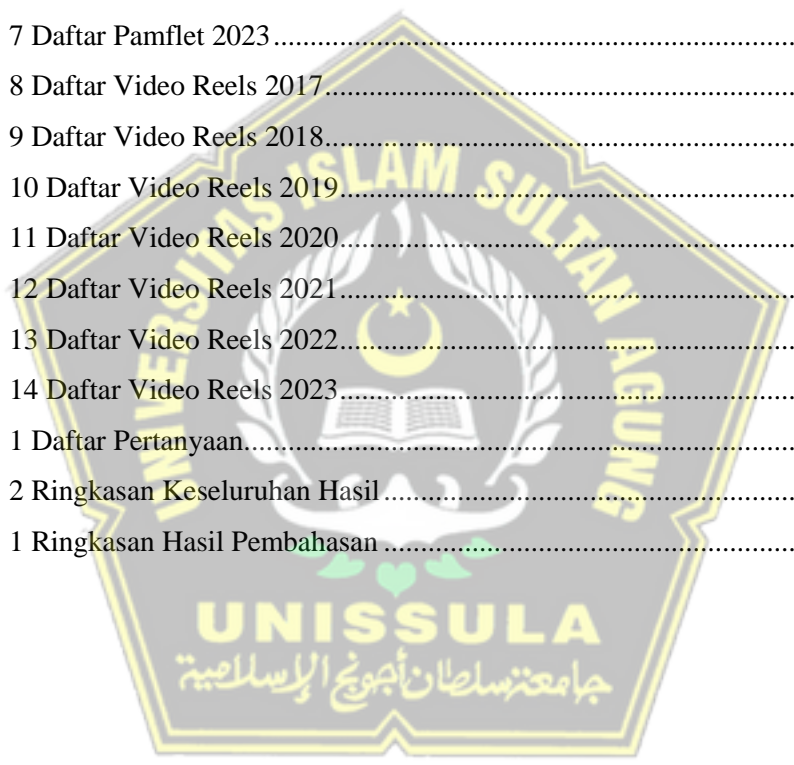 7 Daftar Pamflet 2023......................................................................
8 Daftar Video Reels 2017...............................................................
9 Daftar Video Reels 2018...............................................................
10 Daftar Video Reels 2019.............................................................
11 Daftar Video Reels 2020.............................................................
12 Daftar Video Reels 2021.............................................................
13 Daftar Video Reels 2022.............................................................
14 Daftar Video Reels 2023.............................................................
1 Daftar Pertanyaan..........................................................................
2 Ringkasan Keseluruhan Hasil.......................................................
1 Ringkasan Hasil Pembahasan.......................................................
UNIVERSITAS ISLAM SULTAN AGUNG
UNISSULA
جامعة سلطان أجونج الإسلامية